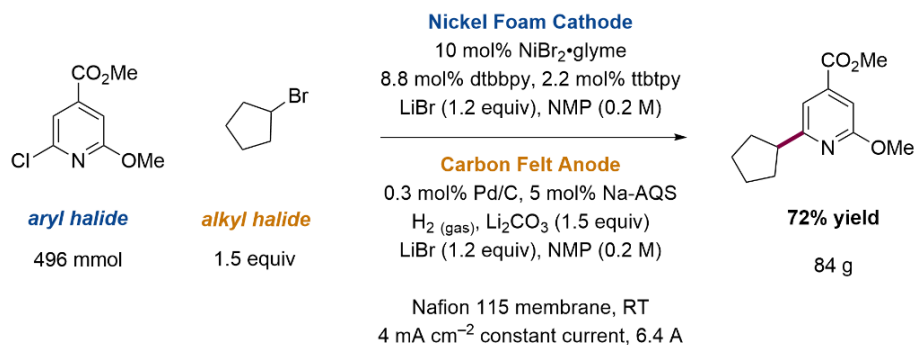 CO₂Me
Cl
N
OMe
aryl halide
496 mmol
Br
alkyl halide
1.5 equiv
Nickel Foam Cathode
10 mol% NiBr₂•glyme
8.8 mol% dtbbpy, 2.2 mol% ttbtpy
LiBr (1.2 equiv), NMP (0.2 M)
Carbon Felt Anode
0.3 mol% Pd/C, 5 mol% Na-AQS
H₂ (gas), Li₂CO₃ (1.5 equiv)
LiBr (1.2 equiv), NMP (0.2 M)
Nafion 115 membrane, RT
4 mA cm⁻² constant current, 6.4 A
CO₂Me
N
OMe
72% yield
84 g